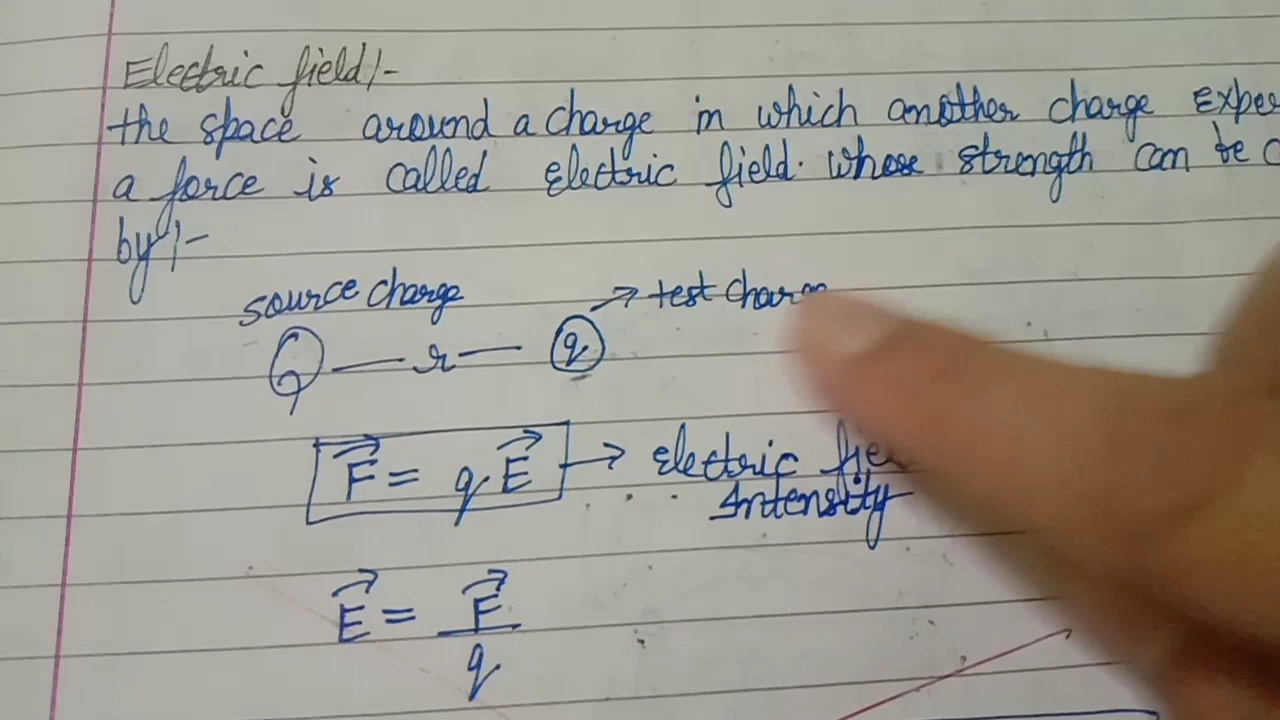 Electric field:-
the space around a charge in which another charge
a force is called electric field. whose strength can be
by:-
source charge → test
Q — r — q
F⃗ = qE⃗ → electric
Intensity
E⃗ = F⃗/q